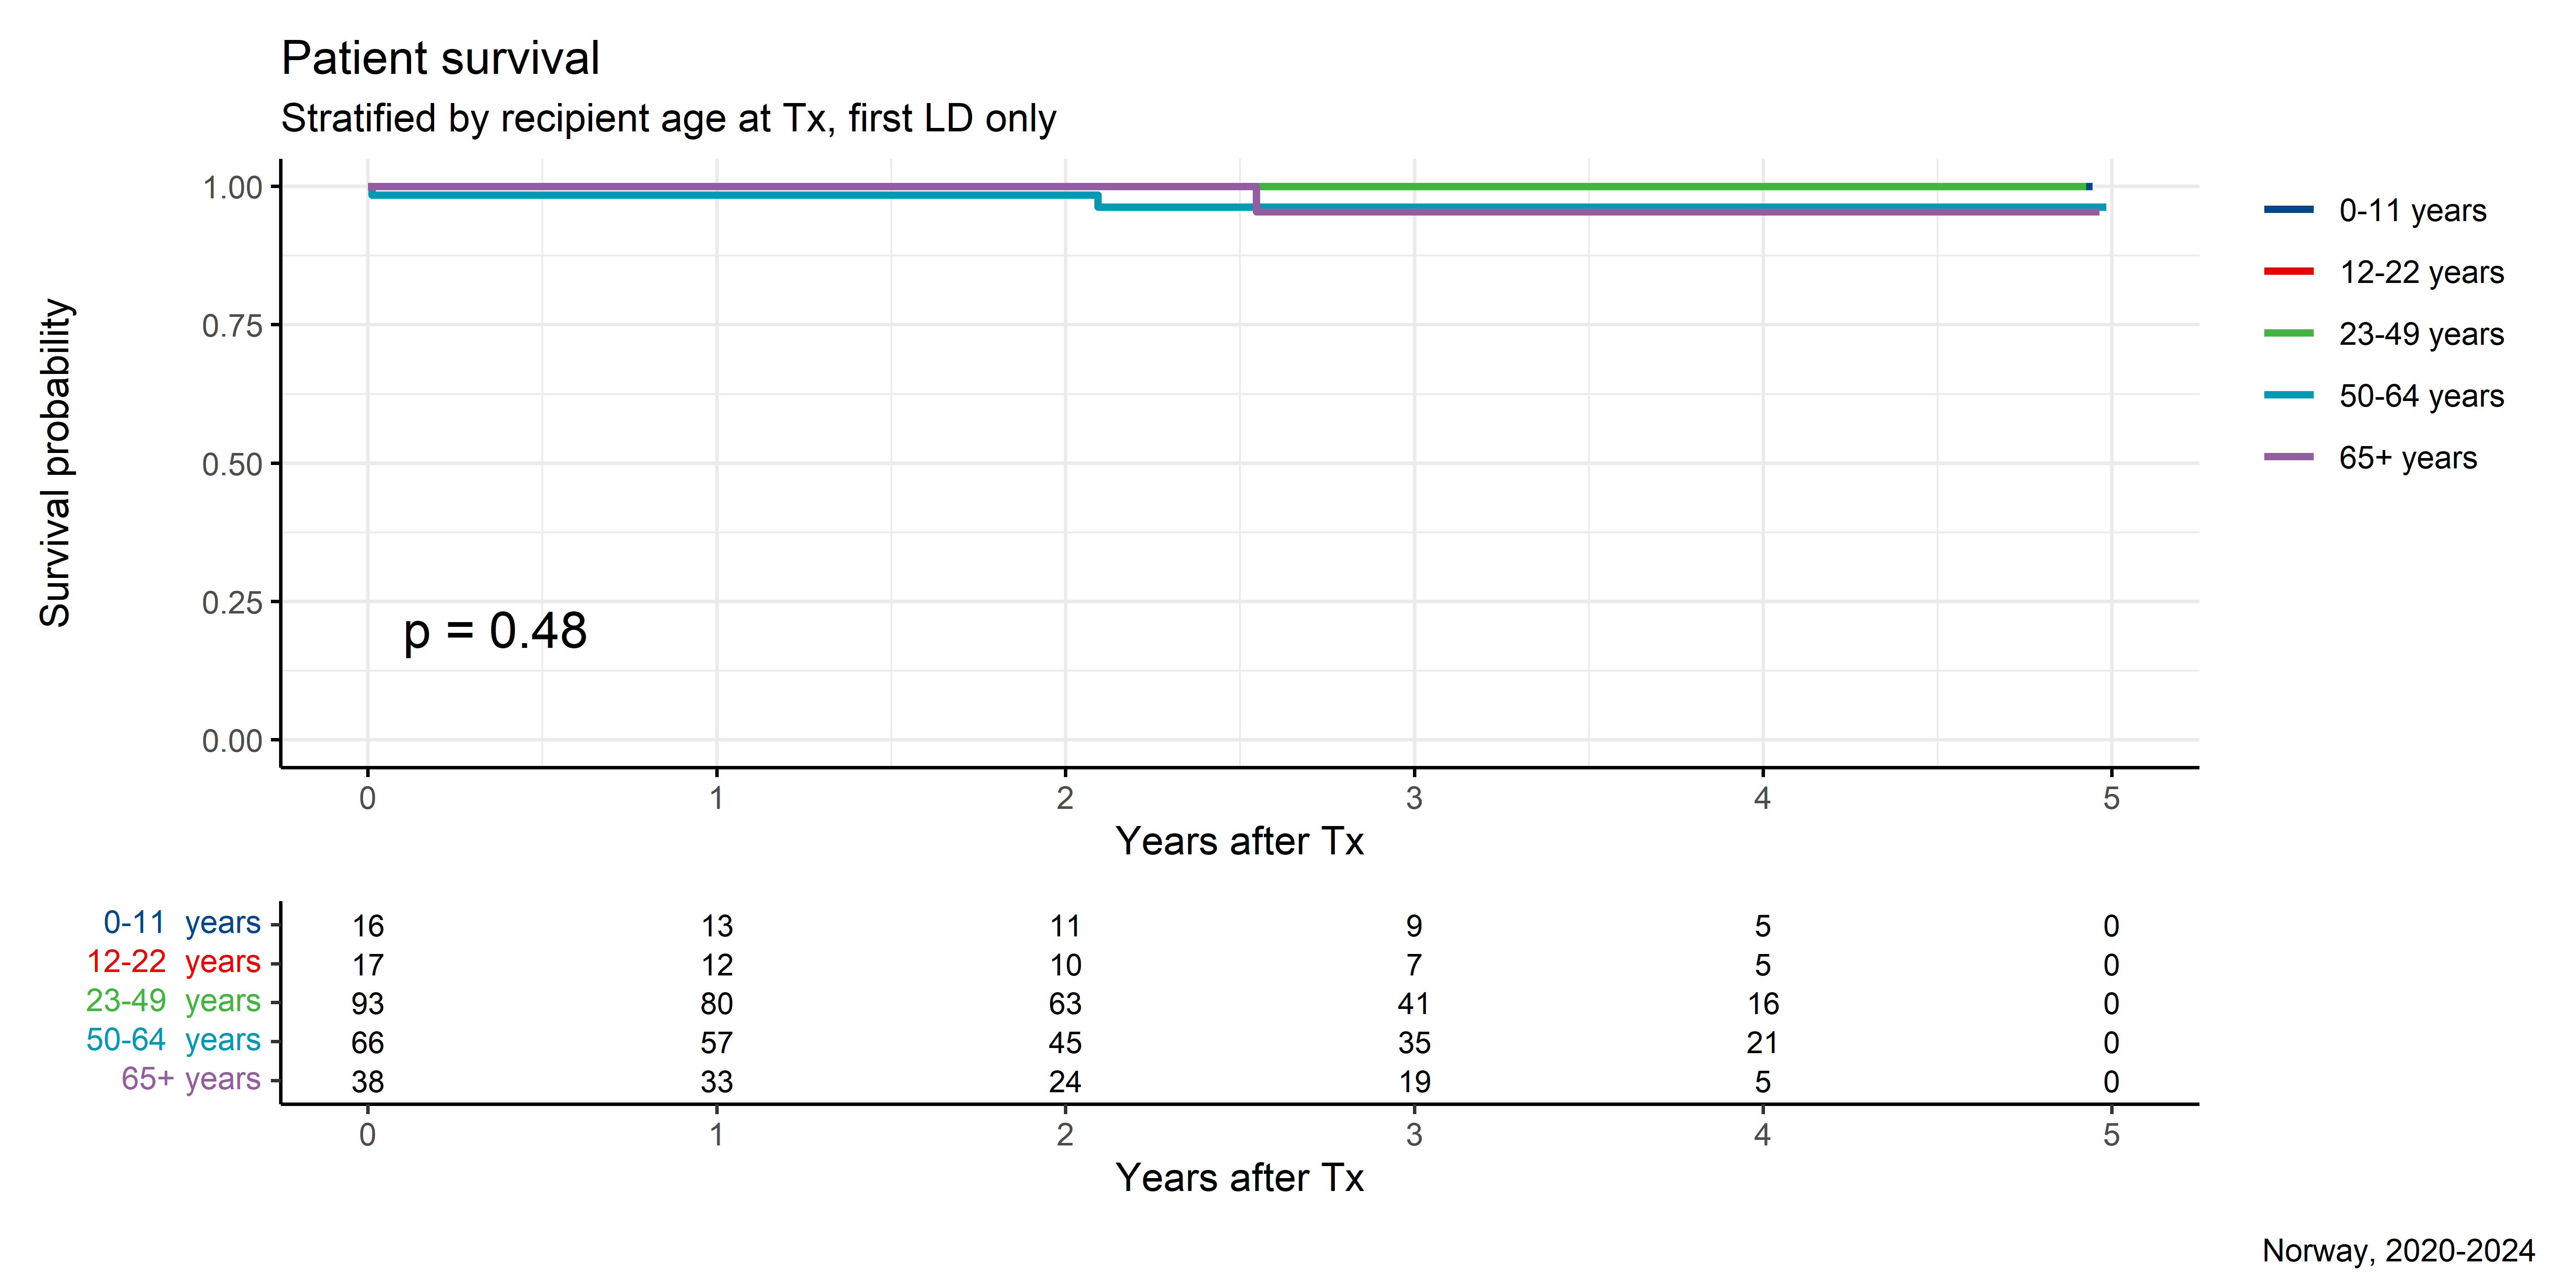 Patient survival
Stratified by recipient age at Tx, first LD only
Survival probability
1.00
0.75
0.50
0.25
0.00
p = 0.48
0 1 2 3 4 5
Years after Tx
0-11 years
12-22 years
23-49 years
50-64 years
65+ years
0-11 years 16 13 11 9 5 0
12-22 years 17 12 10 7 5 0
23-49 years 93 80 63 41 16 0
50-64 years 66 57 45 35 21 0
65+ years 38 33 24 19 5 0
0 1 2 3 4 5
Years after Tx
Norway, 2020-2024